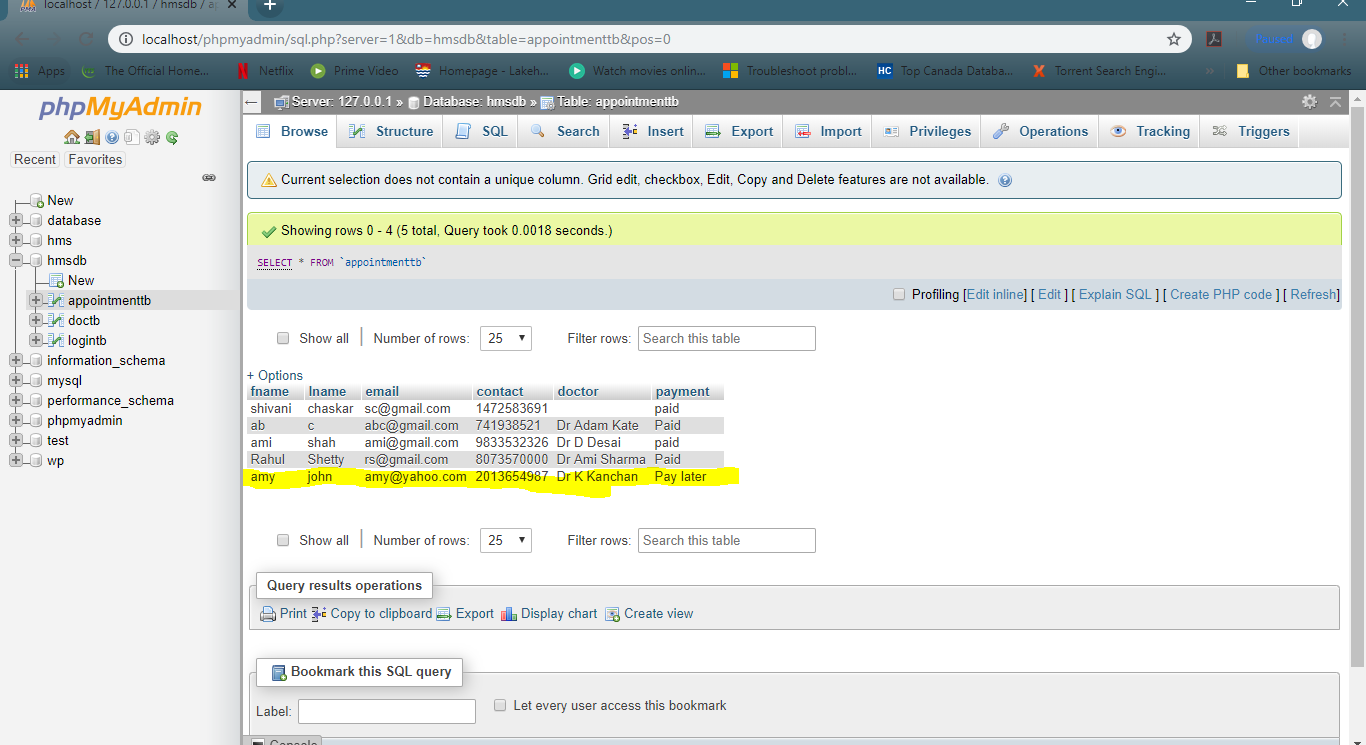 localhost / 127.0.0.1 / hmsdb / ap
localhost/phpmyadmin/sql.php?server=1&db=hmsdb&table=appointmenttb&pos=0
Paused
Apps The Official Home... Netflix Prime Video Homepage - Lakeh... Watch movies onlin... Troubleshoot probl... HC Top Canada Databa... Torrent Search Engi... » Other bookmarks
phpMyAdmin
Recent Favorites
New
database
hms
hmsdb
New
appointmenttb
doctb
logintb
information_schema
mysql
performance_schema
phpmyadmin
test
wp
Server: 127.0.0.1 » Database: hmsdb » Table: appointmenttb
Browse Structure SQL Search Insert Export Import Privileges Operations Tracking Triggers
Current selection does not contain a unique column. Grid edit, checkbox, Edit, Copy and Delete features are not available.
Showing rows 0 - 4 (5 total, Query took 0.0018 seconds.)
SELECT * FROM `appointmenttb`
Profiling [Edit inline] [ Edit ] [ Explain SQL ] [ Create PHP code ] [ Refresh]
Show all | Number of rows: 25 Filter rows: Search this table
+ Options
fname lname email contact doctor payment
shivani chaskar sc@gmail.com 1472583691 paid
ab c abc@gmail.com 741938521 Dr Adam Kate Paid
ami shah ami@gmail.com 9833532326 Dr D Desai paid
Rahul Shetty rs@gmail.com 8073570000 Dr Ami Sharma Paid
amy john amy@yahoo.com 2013654987 Dr K Kanchan Pay later
Show all | Number of rows: 25 Filter rows: Search this table
Query results operations
Print Copy to clipboard Export Display chart Create view
Bookmark this SQL query
Label: Let every user access this bookmark
Console